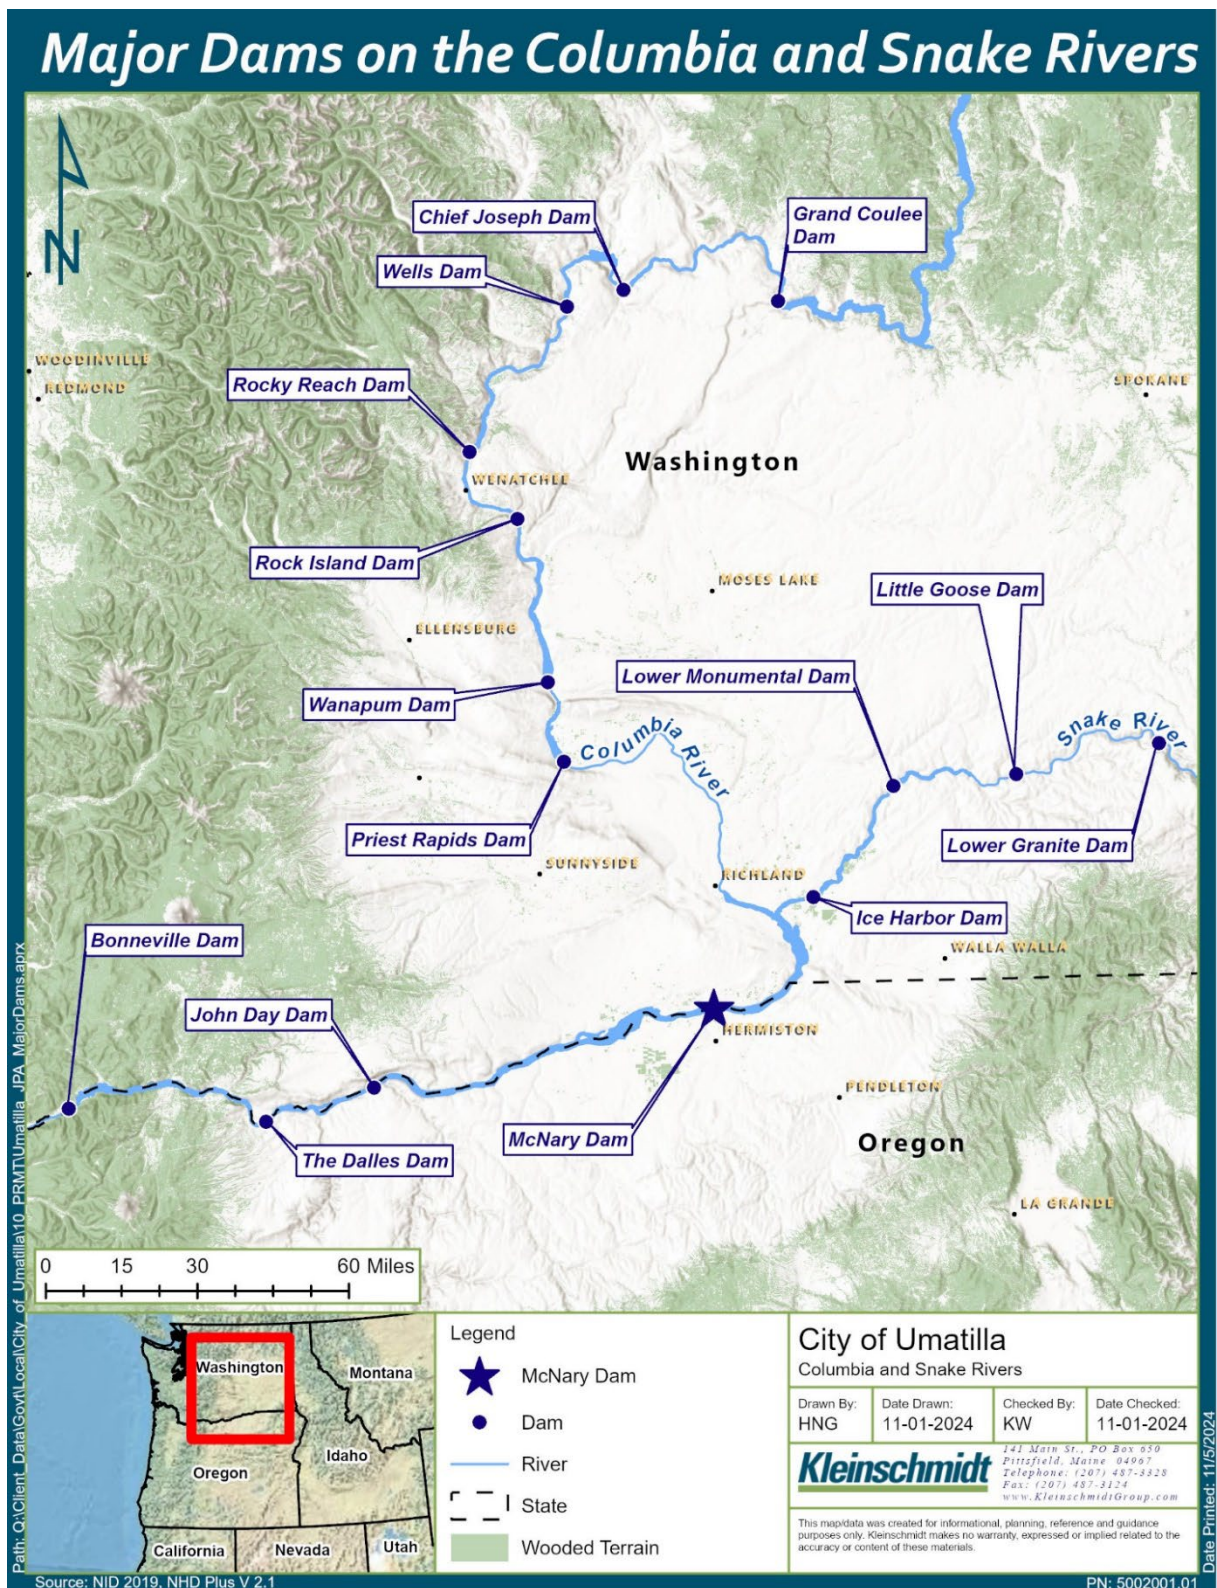 Major Dams on the Columbia and Snake Rivers
N
Chief Joseph Dam
Grand Coulee
Dam
Wells Dam
WOODINVILLE
REDMOND
Rocky Reach Dam
SPOKANE
Washington
WENATCHEE
Rock Island Dam
MOSES LAKE
Little Goose Dam
ELLENSBURG
Lower Monumental Dam
Wanapum Dam
Columbia River
Snake River
Priest Rapids Dam
Lower Granite Dam
SUNNYSIDE
RICHLAND
Ice Harbor Dam
Bonneville Dam
WALLA WALLA
John Day Dam
HERMISTON
PENDLETON
McNary Dam
Oregon
The Dalles Dam
LA GRANDE
0 15 30 60 Miles
Washington
Montana
Oregon
Idaho
California
Nevada
Utah
Legend
McNary Dam
Dam
River
State
Wooded Terrain
City of Umatilla
Columbia and Snake Rivers
Drawn By:
HNG
Date Drawn:
11-01-2024
Checked By:
KW
Date Checked:
11-01-2024
Kleinschmidt
141 Main St., PO Box 650
Pittsfield, Maine 04967
Telephone: (207) 487-3328
Fax: (207) 487-3124
www.KleinschmidtGroup.com
This map/data was created for informational, planning, reference and guidance
purposes only. Kleinschmidt makes no warranty, expressed or implied related to the
accuracy or content of these materials.
Path: Q:\Client_Data\Govt\Local\City_of_Umatilla\10_PRMT\Umatilla_JPA_MajorDams.aprx
Date Printed: 11/5/2024
Source: NID 2019, NHD Plus V 2.1
PN: 5002001.01